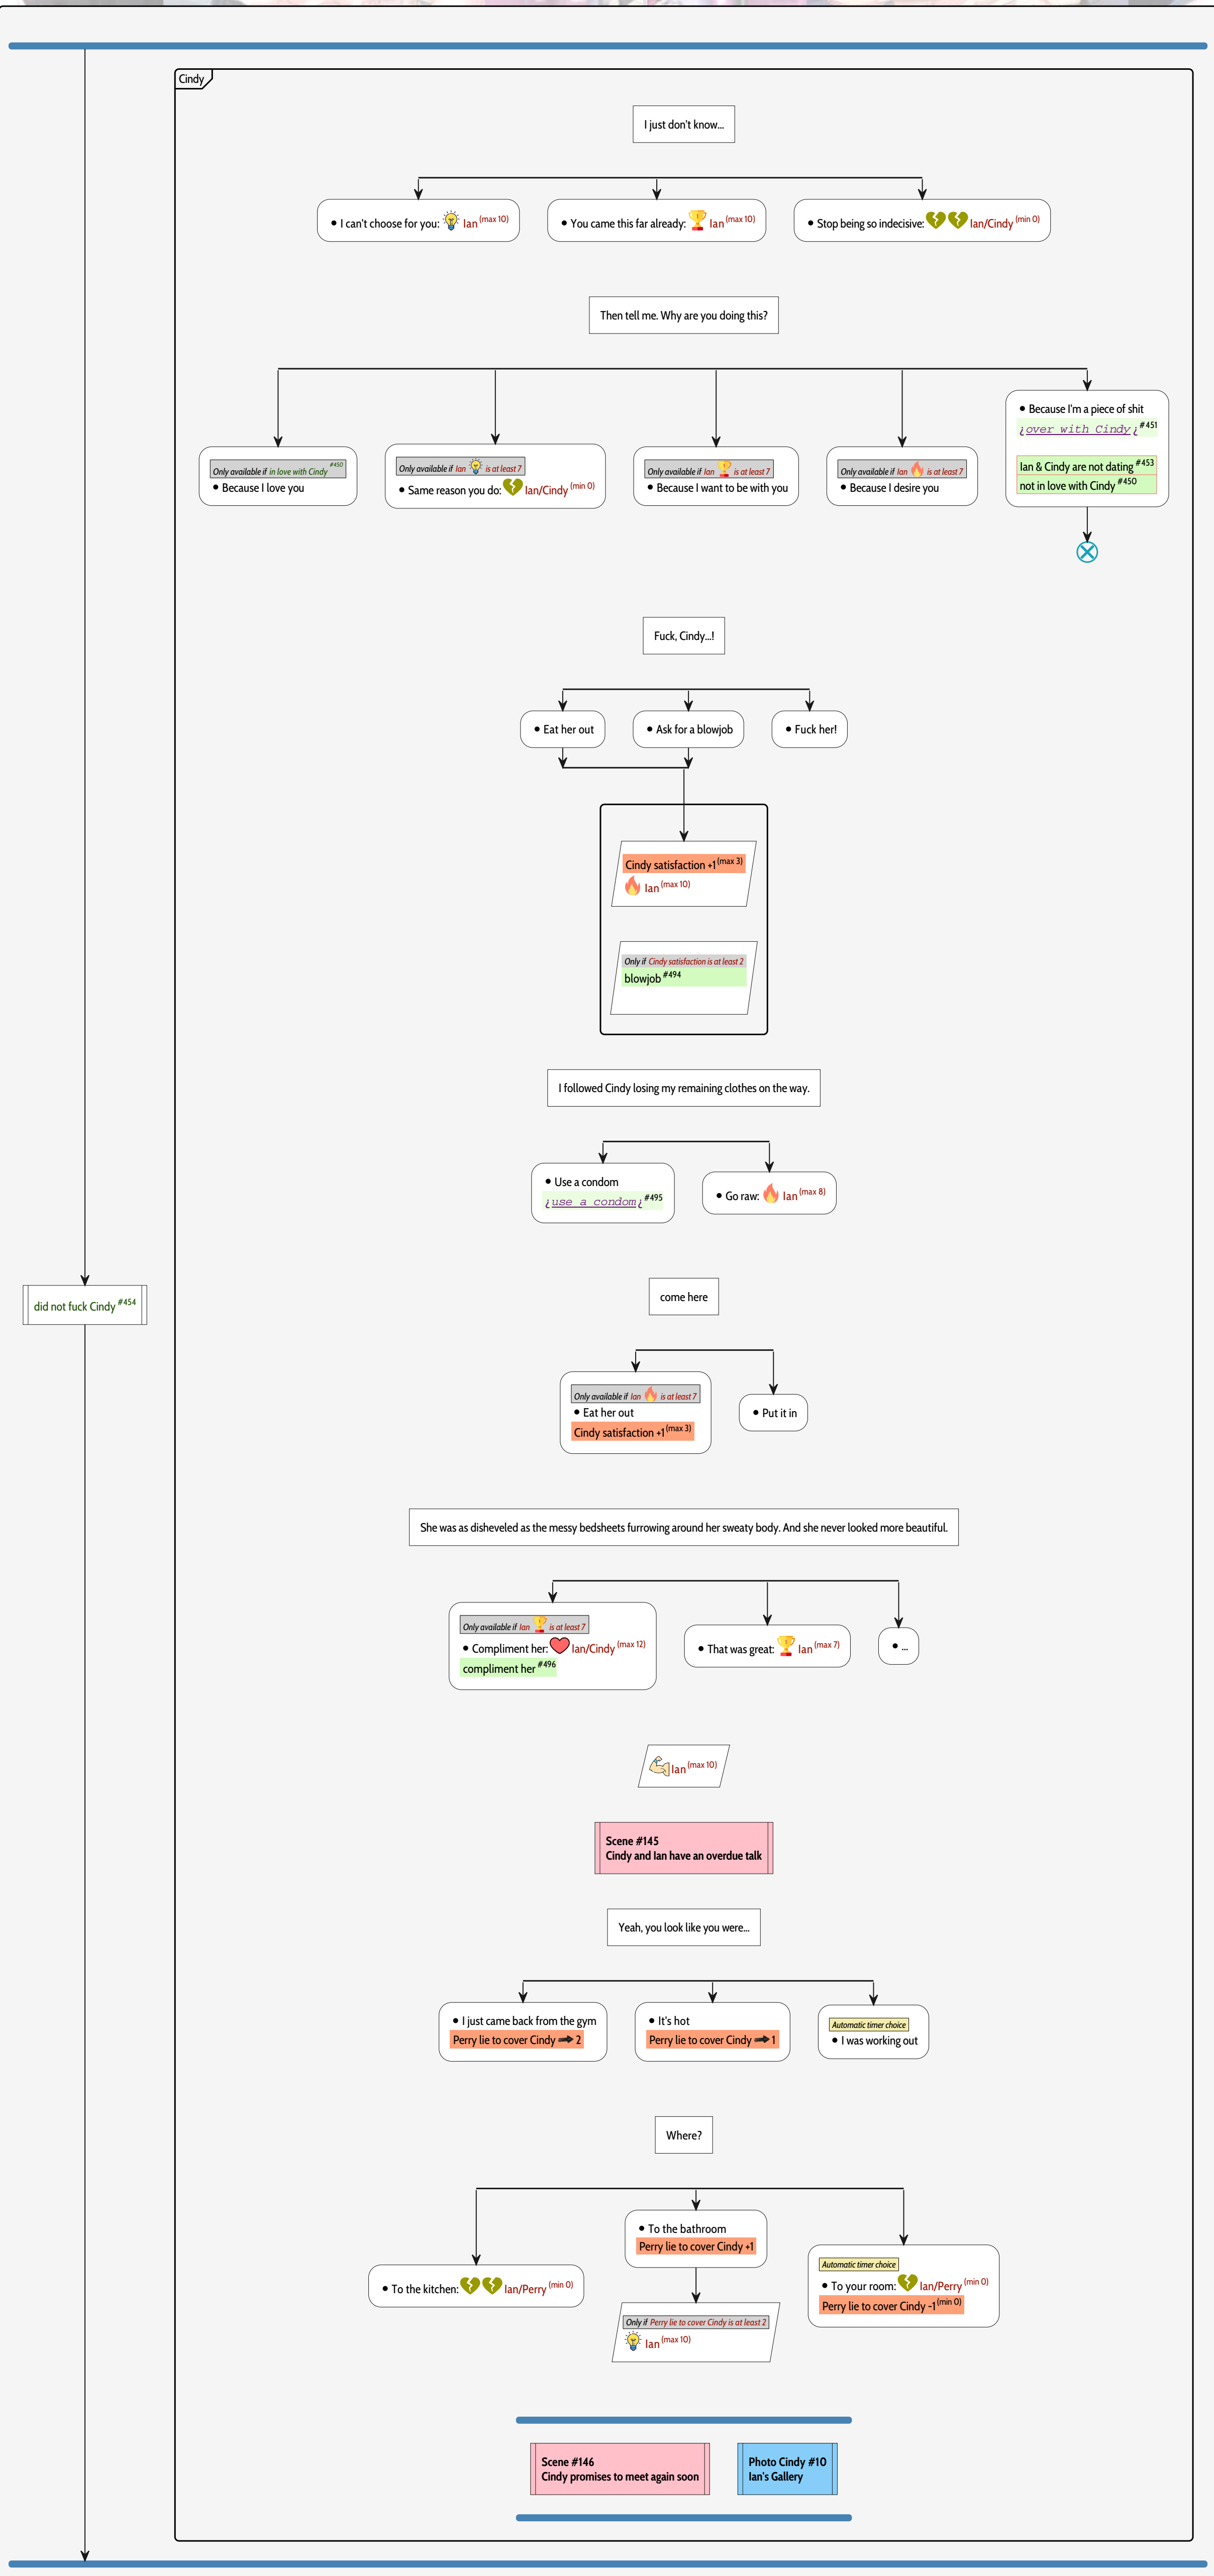 Cindy
I just don't know...
• I can't choose for you: Ian (max 10)
• You came this far already: Ian (max 10)
• Stop being so indecisive: Ian/Cindy (min 0)
Then tell me. Why are you doing this?
Only available if in love with Cindy #450
• Because I love you
Only available if Ian is at least 7
• Same reason you do: Ian/Cindy (min 0)
Only available if Ian is at least 7
• Because I want to be with you
Only available if Ian is at least 7
• Because I desire you
• Because I'm a piece of shit
¿over with Cindy¿ #451
Ian & Cindy are not dating #453
not in love with Cindy #450
Fuck, Cindy...!
• Eat her out
• Ask for a blowjob
• Fuck her!
Cindy satisfaction +1 (max 3)
Ian (max 10)
Only if Cindy satisfaction is at least 2
blowjob #494
I followed Cindy losing my remaining clothes on the way.
• Use a condom
¿use a condom¿ #495
• Go raw: Ian (max 8)
did not fuck Cindy #454
come here
Only available if Ian is at least 7
• Eat her out
Cindy satisfaction +1 (max 3)
• Put it in
She was as disheveled as the messy bedsheets furrowing around her sweaty body. And she never looked more beautiful.
Only available if Ian is at least 7
• Compliment her: Ian/Cindy (max 12)
compliment her #496
• That was great: Ian (max 7)
• ...
Ian (max 10)
Scene #145
Cindy and Ian have an overdue talk
Yeah, you look like you were...
• I just came back from the gym
Perry lie to cover Cindy ➡ 2
• It's hot
Perry lie to cover Cindy ➡ 1
Automatic timer choice
• I was working out
Where?
• To the kitchen: Ian/Perry (min 0)
• To the bathroom
Perry lie to cover Cindy +1
Only if Perry lie to cover Cindy is at least 2
Ian (max 10)
Automatic timer choice
• To your room: Ian/Perry (min 0)
Perry lie to cover Cindy -1 (min 0)
Scene #146
Cindy promises to meet again soon
Photo Cindy #10
Ian's Gallery